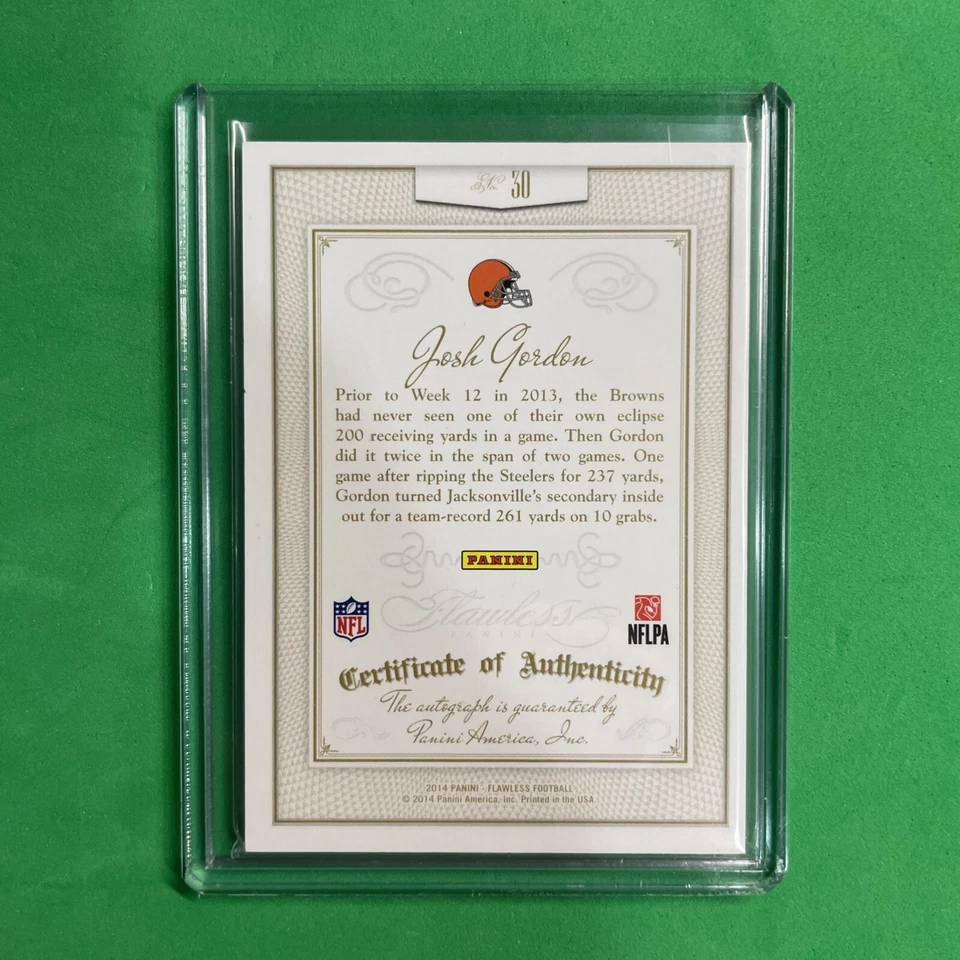 No. 30
Josh Gordon
Prior to Week 12 in 2013, the Browns
had never seen one of their own eclipse
200 receiving yards in a game. Then Gordon
did it twice in the span of two games. One
game after ripping the Steelers for 237 yards,
Gordon turned Jacksonville's secondary inside
out for a team-record 261 yards on 10 grabs.
PANINI
Flawless
PANINI
NFL
NFLPA
Certificate of Authenticity
The autograph is guaranteed by
Panini America, Inc.
2014 PANINI - FLAWLESS FOOTBALL
© 2014 Panini America, Inc. Printed in the USA.